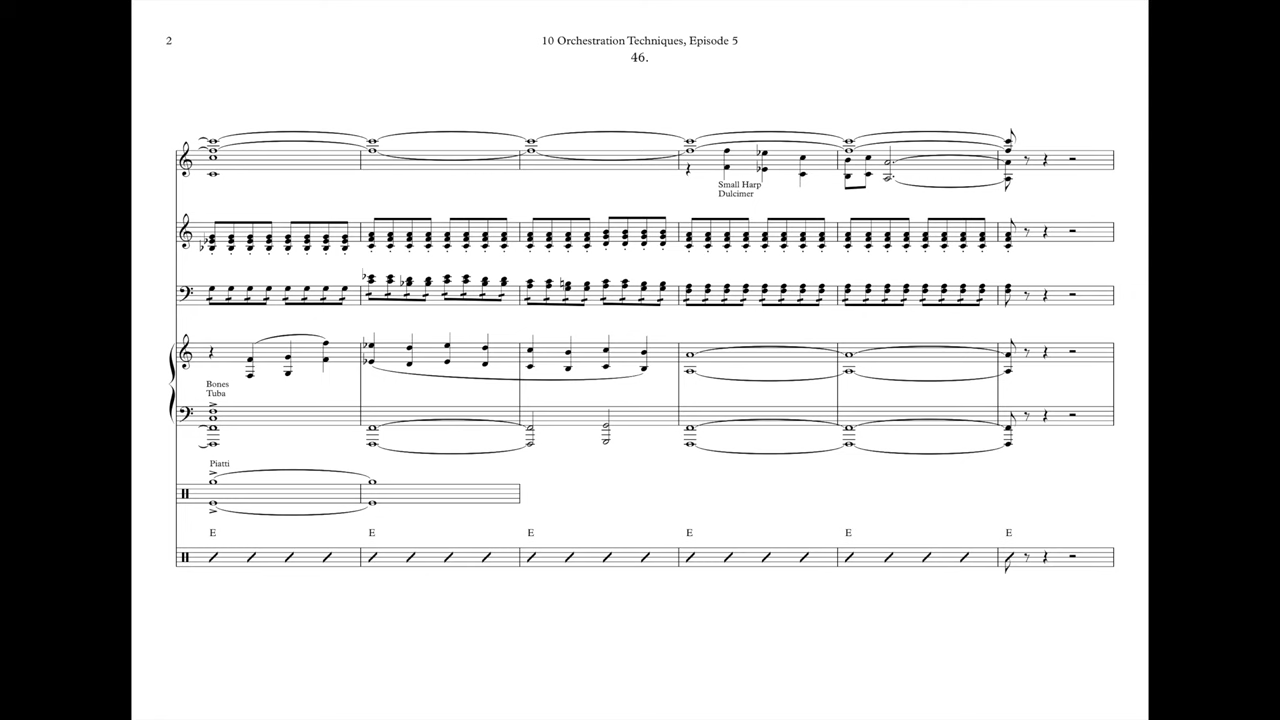 2
10 Orchestration Techniques, Episode 5
46.
Small Harp
Dulcimer
Bones
Tuba
Piatti
E E E E E E